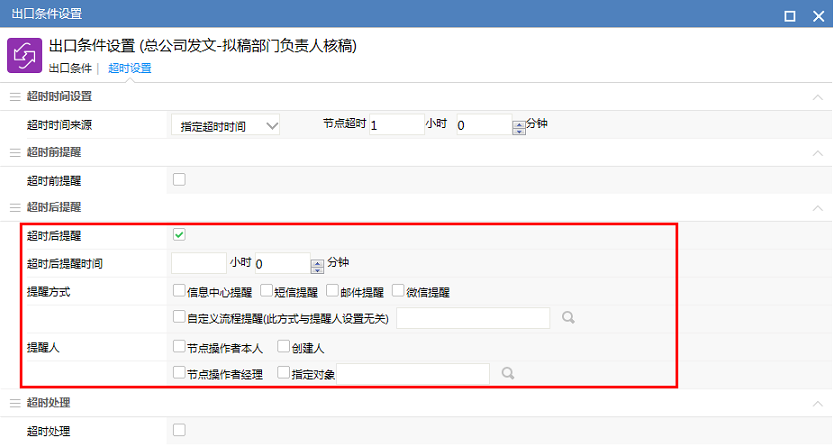 出口条件设置
出口条件设置 (总公司发文-拟稿部门负责人核稿)
出口条件 | 超时设置
超时时间设置
超时时间来源 指定超时时间 节点超时 1 小时 0 分钟
超时前提醒
超时前提醒
超时后提醒
超时后提醒
超时后提醒时间 小时 0 分钟
提醒方式 信息中心提醒 短信提醒 邮件提醒 微信提醒
自定义流程提醒(此方式与提醒人设置无关)
提醒人 节点操作者本人 创建人
节点操作者经理 指定对象
超时处理
超时处理